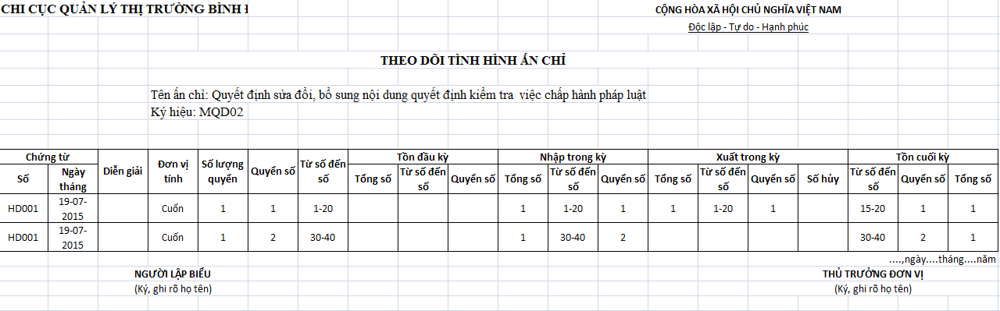 CHI CỤC QUẢN LÝ THỊ TRƯỜNG BÌNH
CỘNG HÒA XÃ HỘI CHỦ NGHĨA VIỆT NAM
Độc lập - Tự do - Hạnh phúc
THEO DÕI TÌNH HÌNH ẤN CHỈ
Tên ấn chỉ: Quyết định sửa đổi, bổ sung nội dung quyết định kiểm tra việc chấp hành pháp luật
Ký hiệu: MQD02
Chứng từ Diễn giải Đơn vị tính Số lượng quyển Quyển số Từ số đến số Tồn đầu kỳ Nhập trong kỳ Xuất trong kỳ Tồn cuối kỳ
Số Ngày tháng Tổng số Từ số đến số Quyển số Tổng số Từ số đến số Quyển số Tổng số Từ số đến số Quyển số Số hủy Từ số đến số Quyển số Tổng số
HD001 19-07-2015 Cuốn 1 1 1-20 1 1-20 1 1 1-20 1 15-20 1 1
HD001 19-07-2015 Cuốn 1 2 30-40 1 30-40 2 30-40 2 1
....,ngày....tháng....năm
NGƯỜI LẬP BIỂU
THỦ TRƯỞNG ĐƠN VỊ
(Ký, ghi rõ họ tên)
(Ký, ghi rõ họ tên)